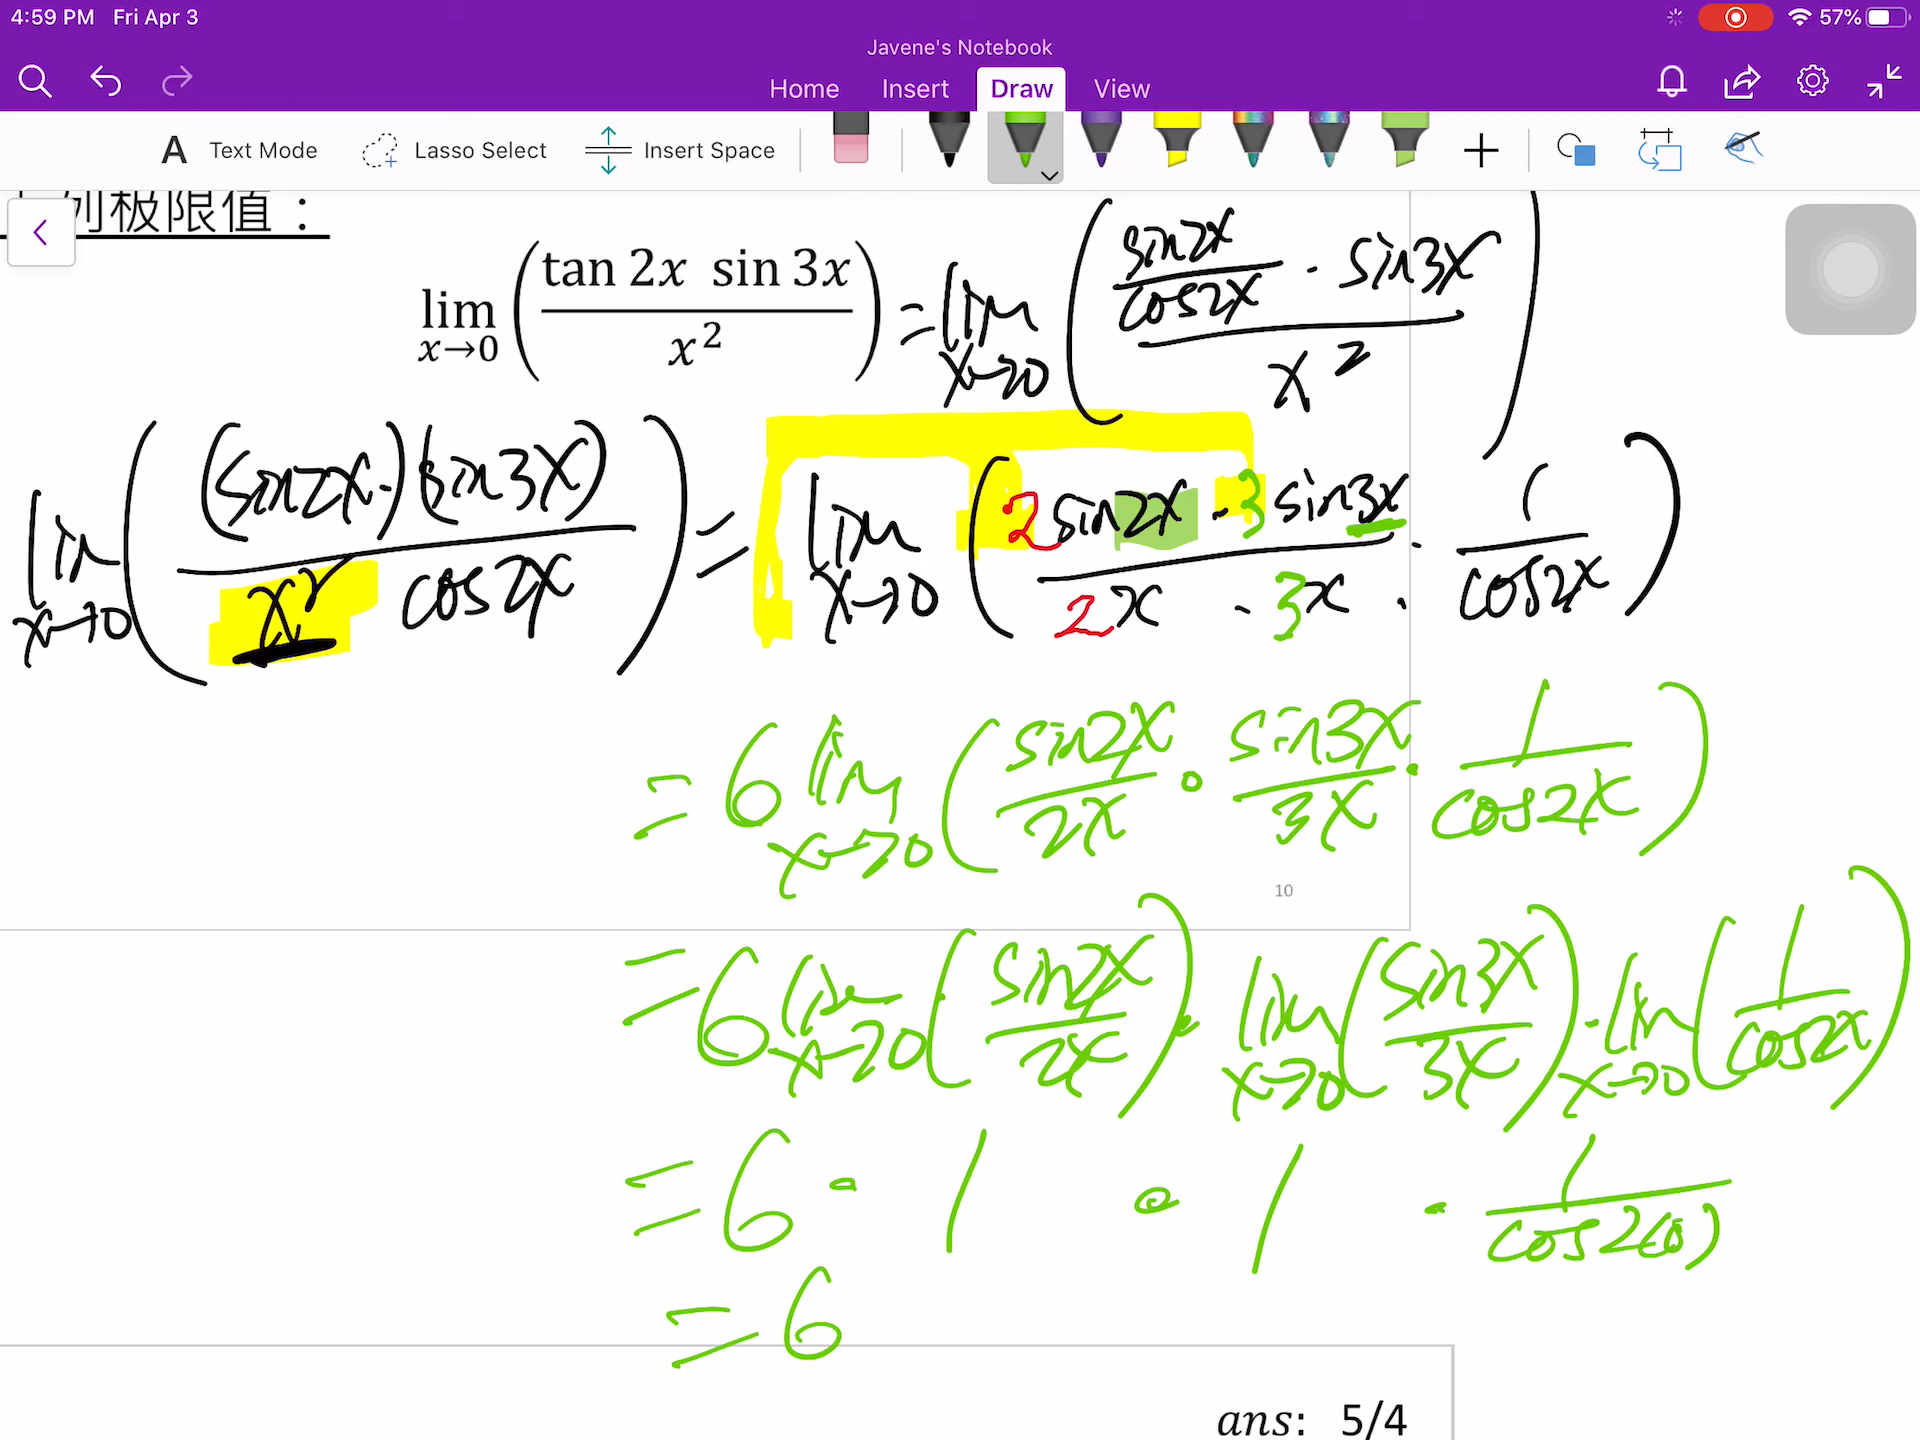 4:59 PM Fri Apr 3 57%
Javene's Notebook
Home Insert Draw View
A Text Mode Lasso Select Insert Space
列极限值：
lim x→0 (tan 2x sin 3x / x²) = lim x→0 (sin2x/cos2x · sin3x / x²)
lim x→0 ((sin2x·)(sin3x) / x² cos2x) = lim x→0 (2sin2x · 3sin3x / 2x · 3x · 1/cos2x)
= 6 lim x→0 (sin2x/2x · sin3x/3x · 1/cos2x)
10
= 6 lim x→0 (sin2x/2x) · lim x→0 (sin3x/3x) · lim x→0 (1/cos2x)
= 6 · 1 · 1 · 1/cos2(0)
= 6
ans: 5/4